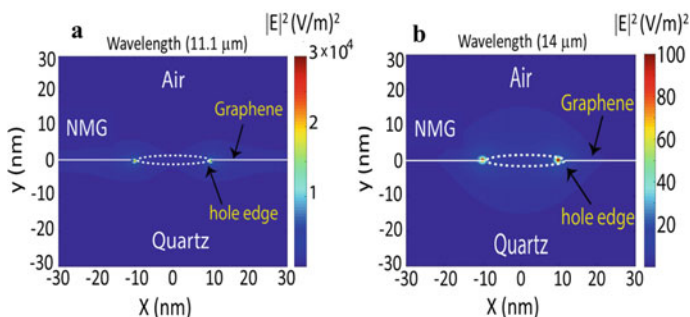 a
|E|² (V/m)²
Wavelength (11.1 μm)
3×10⁴
2
1
30
20
10
0
-10
-20
-30
y (nm)
Air
NMG
Graphene
hole edge
Quartz
-30 -20 -10 0 10 20 30
X (nm)
b
|E|² (V/m)²
Wavelength (14 μm)
100
80
60
40
20
0
30
20
10
0
-10
-20
-30
y (nm)
Air
NMG
Graphene
hole edge
Quartz
-30 -20 -10 0 10 20 30
X (nm)